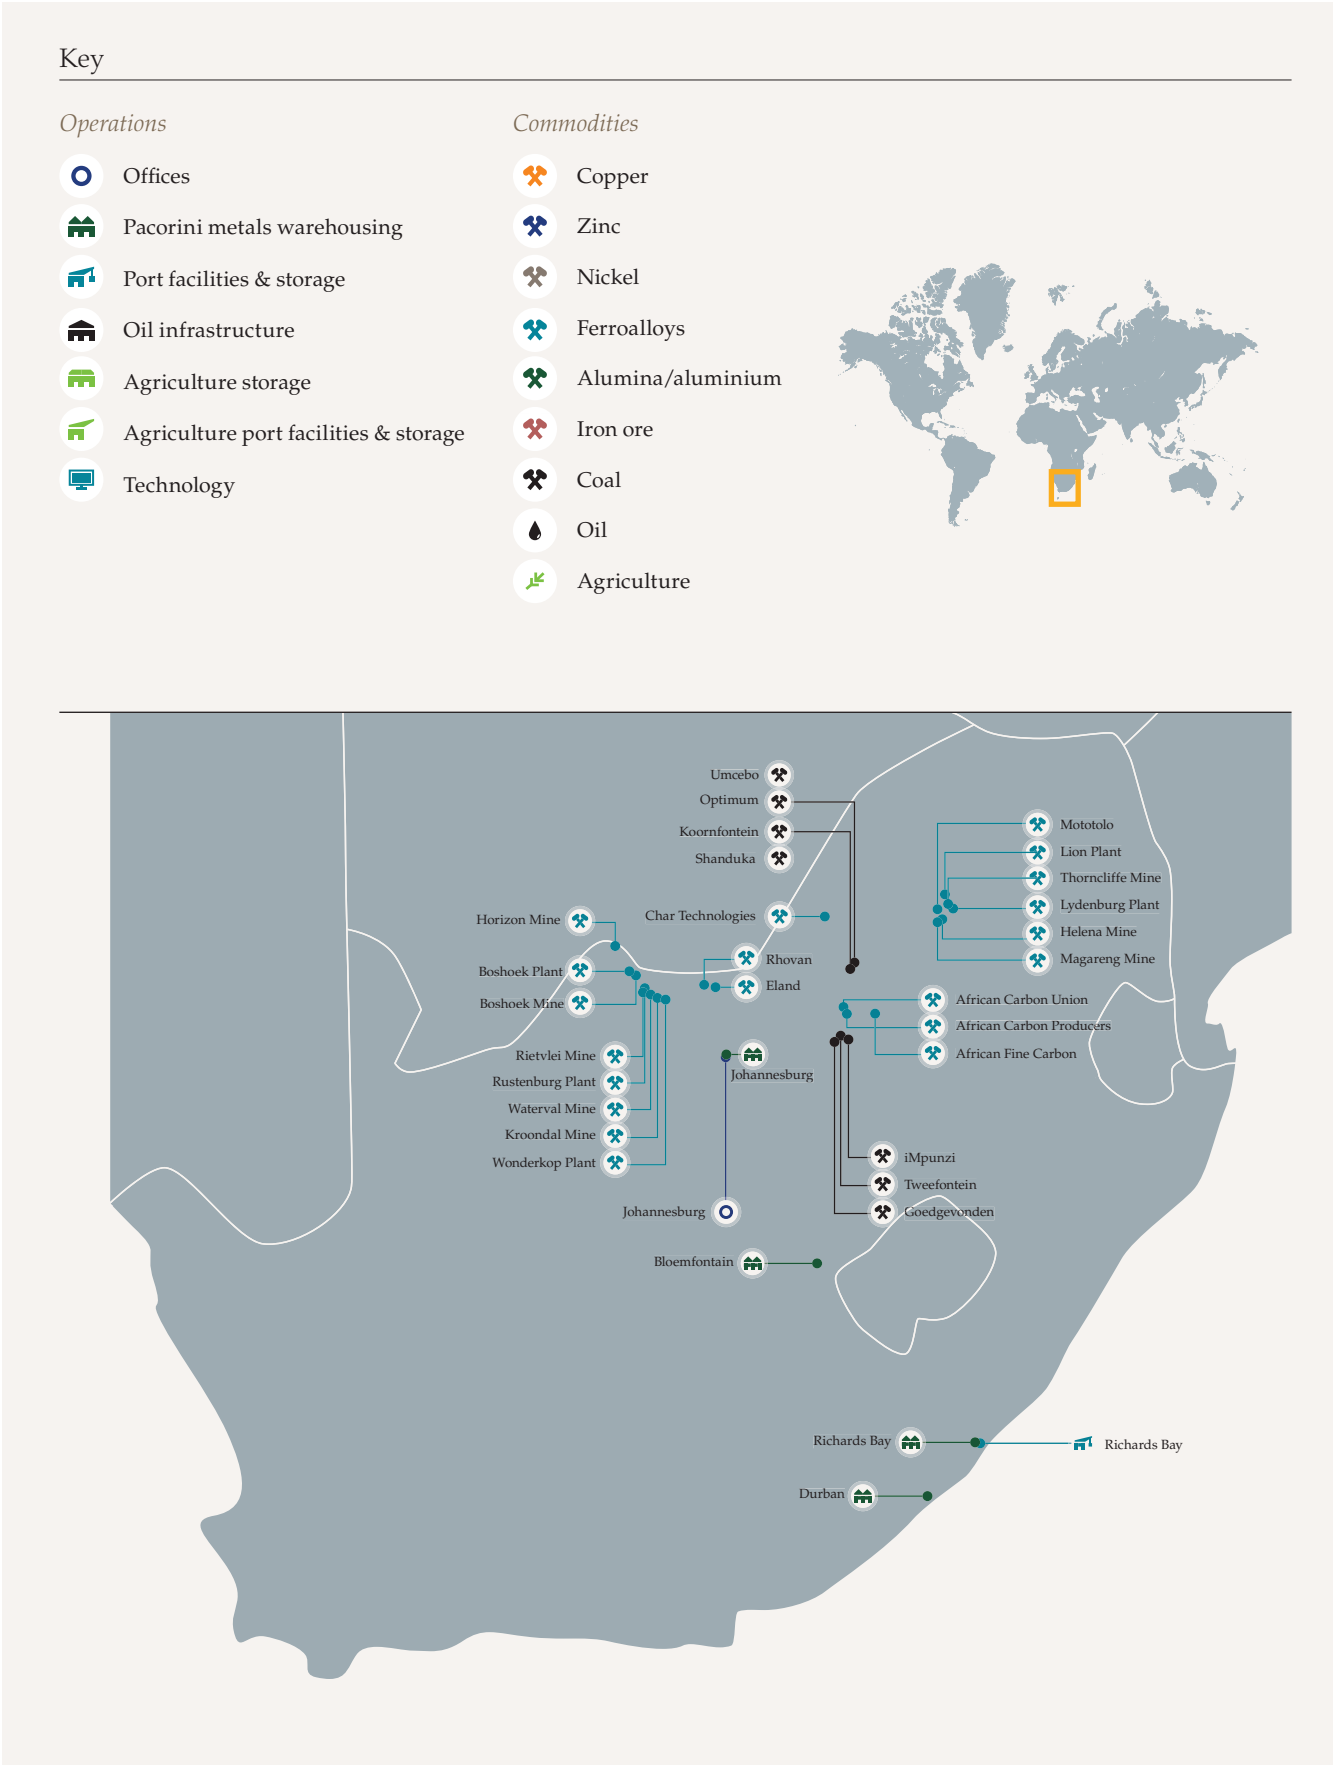 Key
Operations
Offices
Pacorini metals warehousing
Port facilities & storage
Oil infrastructure
Agriculture storage
Agriculture port facilities & storage
Technology
Commodities
Copper
Zinc
Nickel
Ferroalloys
Alumina/aluminium
Iron ore
Coal
Oil
Agriculture
Umcebo
Optimum
Koornfontein
Shanduka
Char Technologies
Mototolo
Lion Plant
Thorncliffe Mine
Lydenburg Plant
Helena Mine
Magareng Mine
Horizon Mine
Boshoek Plant
Boshoek Mine
Rhovan
Eland
African Carbon Union
African Carbon Producers
African Fine Carbon
Rietvlei Mine
Rustenburg Plant
Waterval Mine
Kroondal Mine
Wonderkop Plant
Johannesburg
Johannesburg
iMpunzi
Tweefontein
Goedgevonden
Bloemfontain
Richards Bay
Richards Bay
Durban